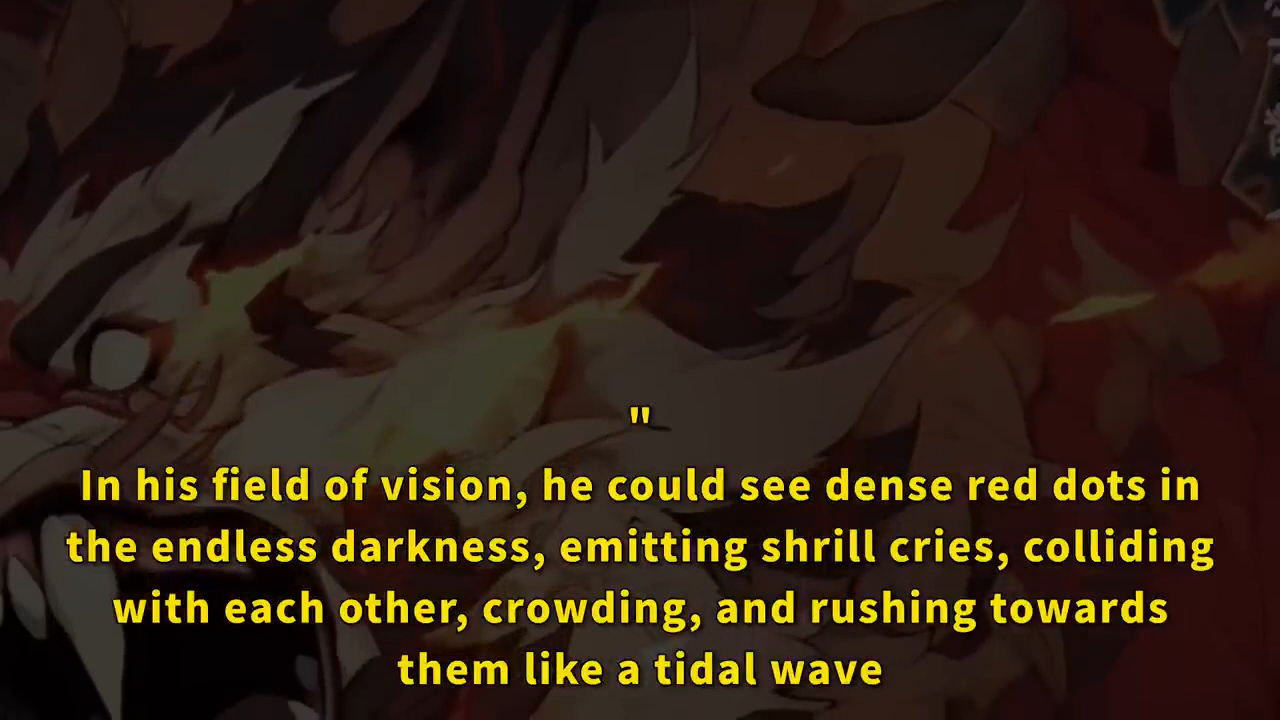 "
In his field of vision, he could see dense red dots in
the endless darkness, emitting shrill cries, colliding
with each other, crowding, and rushing towards
them like a tidal wave